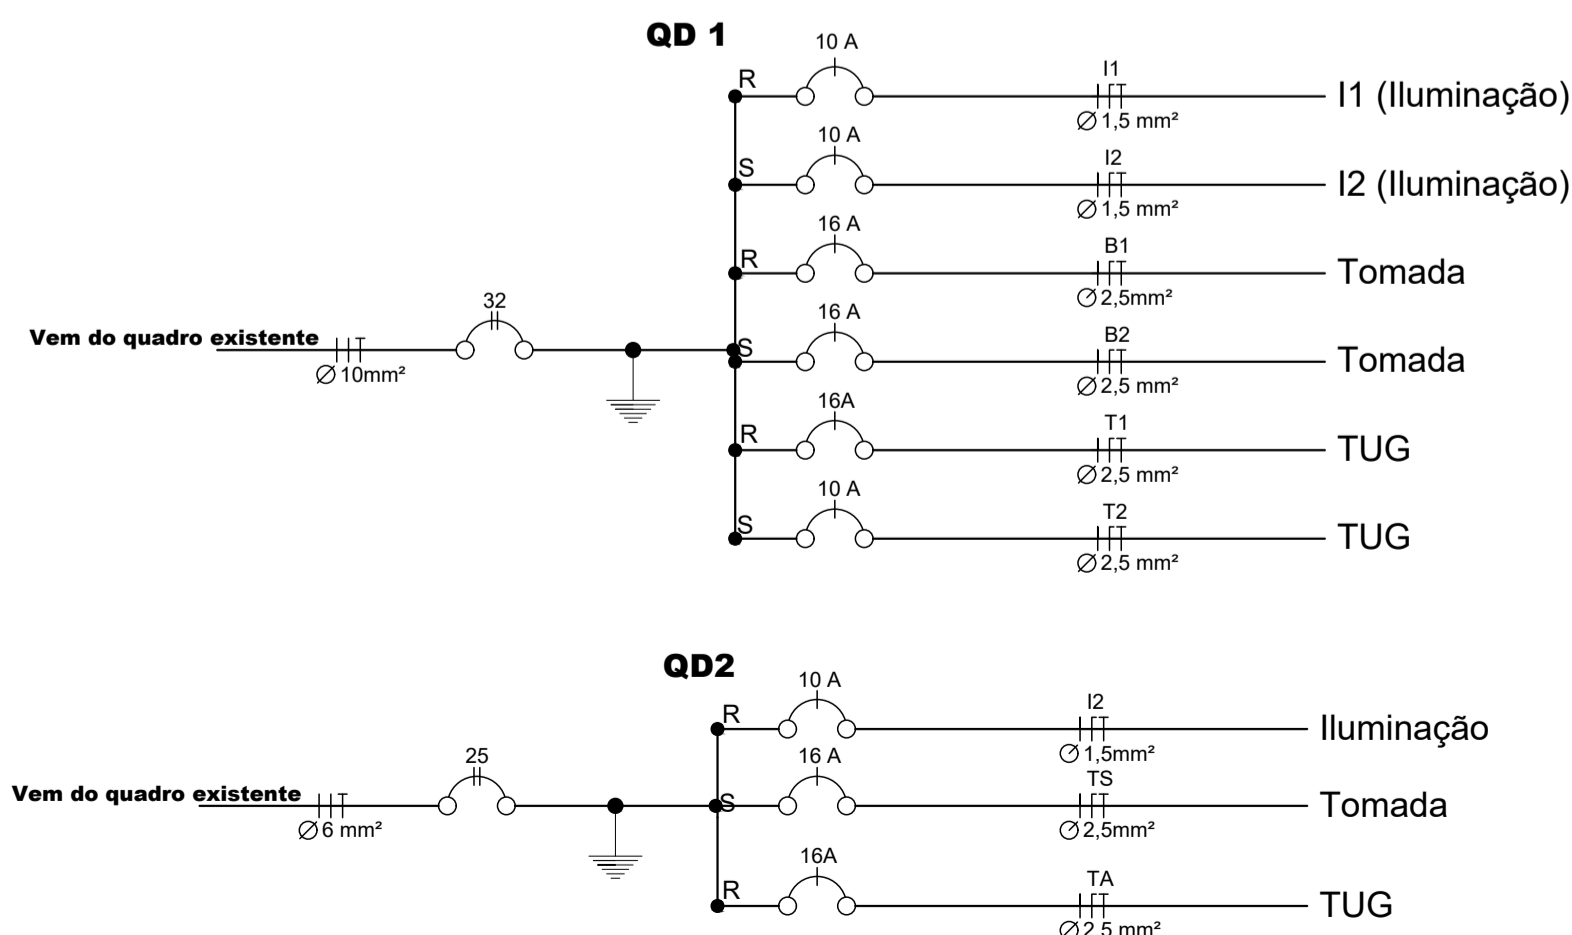 QD 1
10 A
R
I1
I1 (Iluminação)
1,5 mm²
10 A
S
I2
I2 (Iluminação)
1,5 mm²
16 A
R
B1
Tomada
2,5mm²
32
Vem do quadro existente
10mm²
16 A
S
B2
Tomada
2,5 mm²
16A
R
T1
TUG
2,5 mm²
10 A
S
T2
TUG
2,5 mm²
QD2
10 A
R
I2
Iluminação
1,5mm²
25
Vem do quadro existente
6 mm²
16 A
S
TS
Tomada
2,5mm²
16A
R
TA
TUG
2,5 mm²